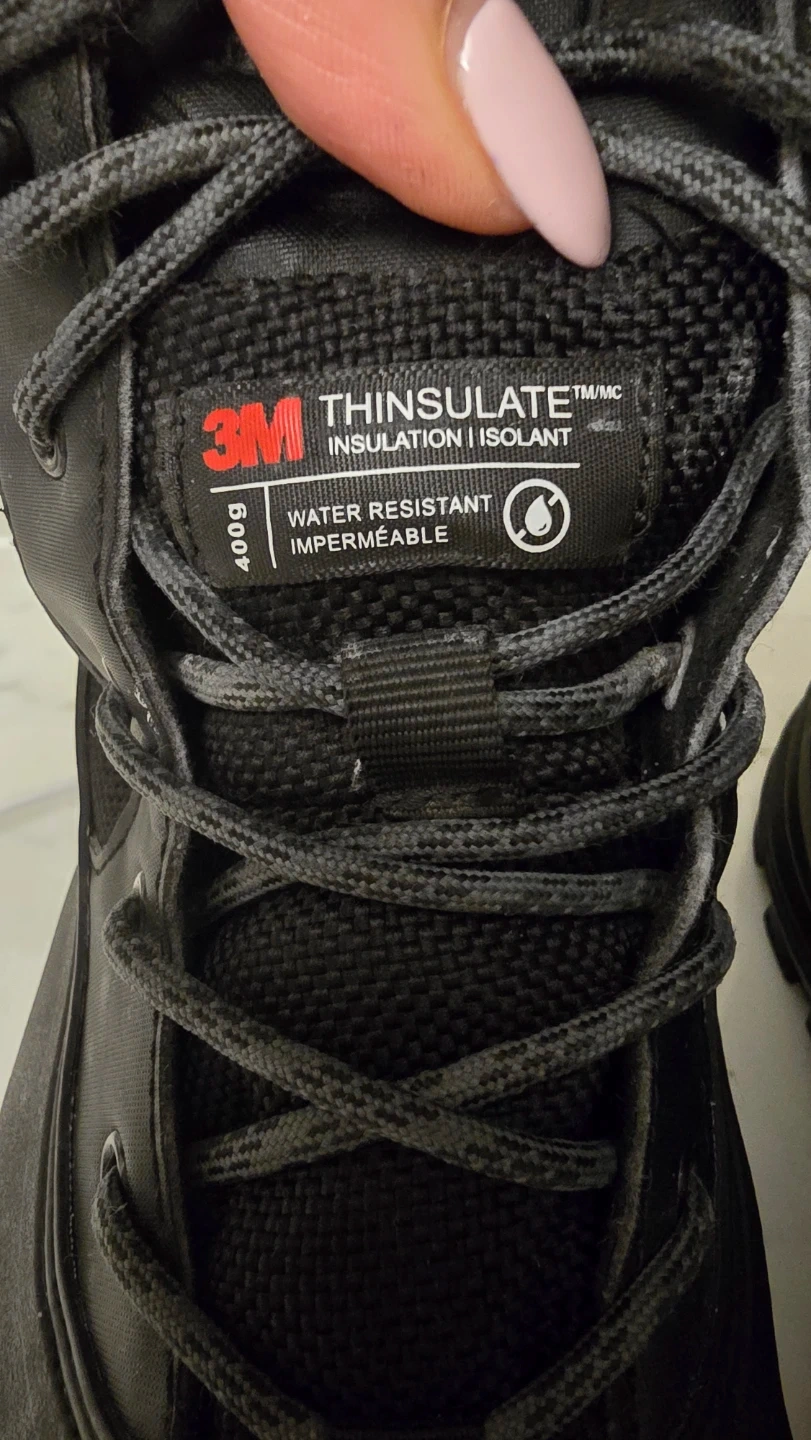 3M THINSULATE™/MC
INSULATION | ISOLANT
400g
WATER RESISTANT
IMPERMÉABLE